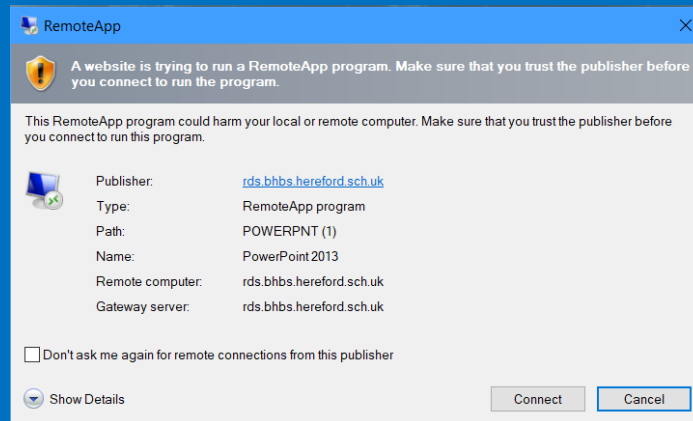 RemoteApp
A website is trying to run a RemoteApp program. Make sure that you trust the publisher before
you connect to run the program.
This RemoteApp program could harm your local or remote computer. Make sure that you trust the publisher before
you connect to run this program.
Publisher: rds.bhbs.hereford.sch.uk
Type: RemoteApp program
Path: POWERPNT (1)
Name: PowerPoint 2013
Remote computer: rds.bhbs.hereford.sch.uk
Gateway server: rds.bhbs.hereford.sch.uk
Don't ask me again for remote connections from this publisher
Show Details Connect Cancel